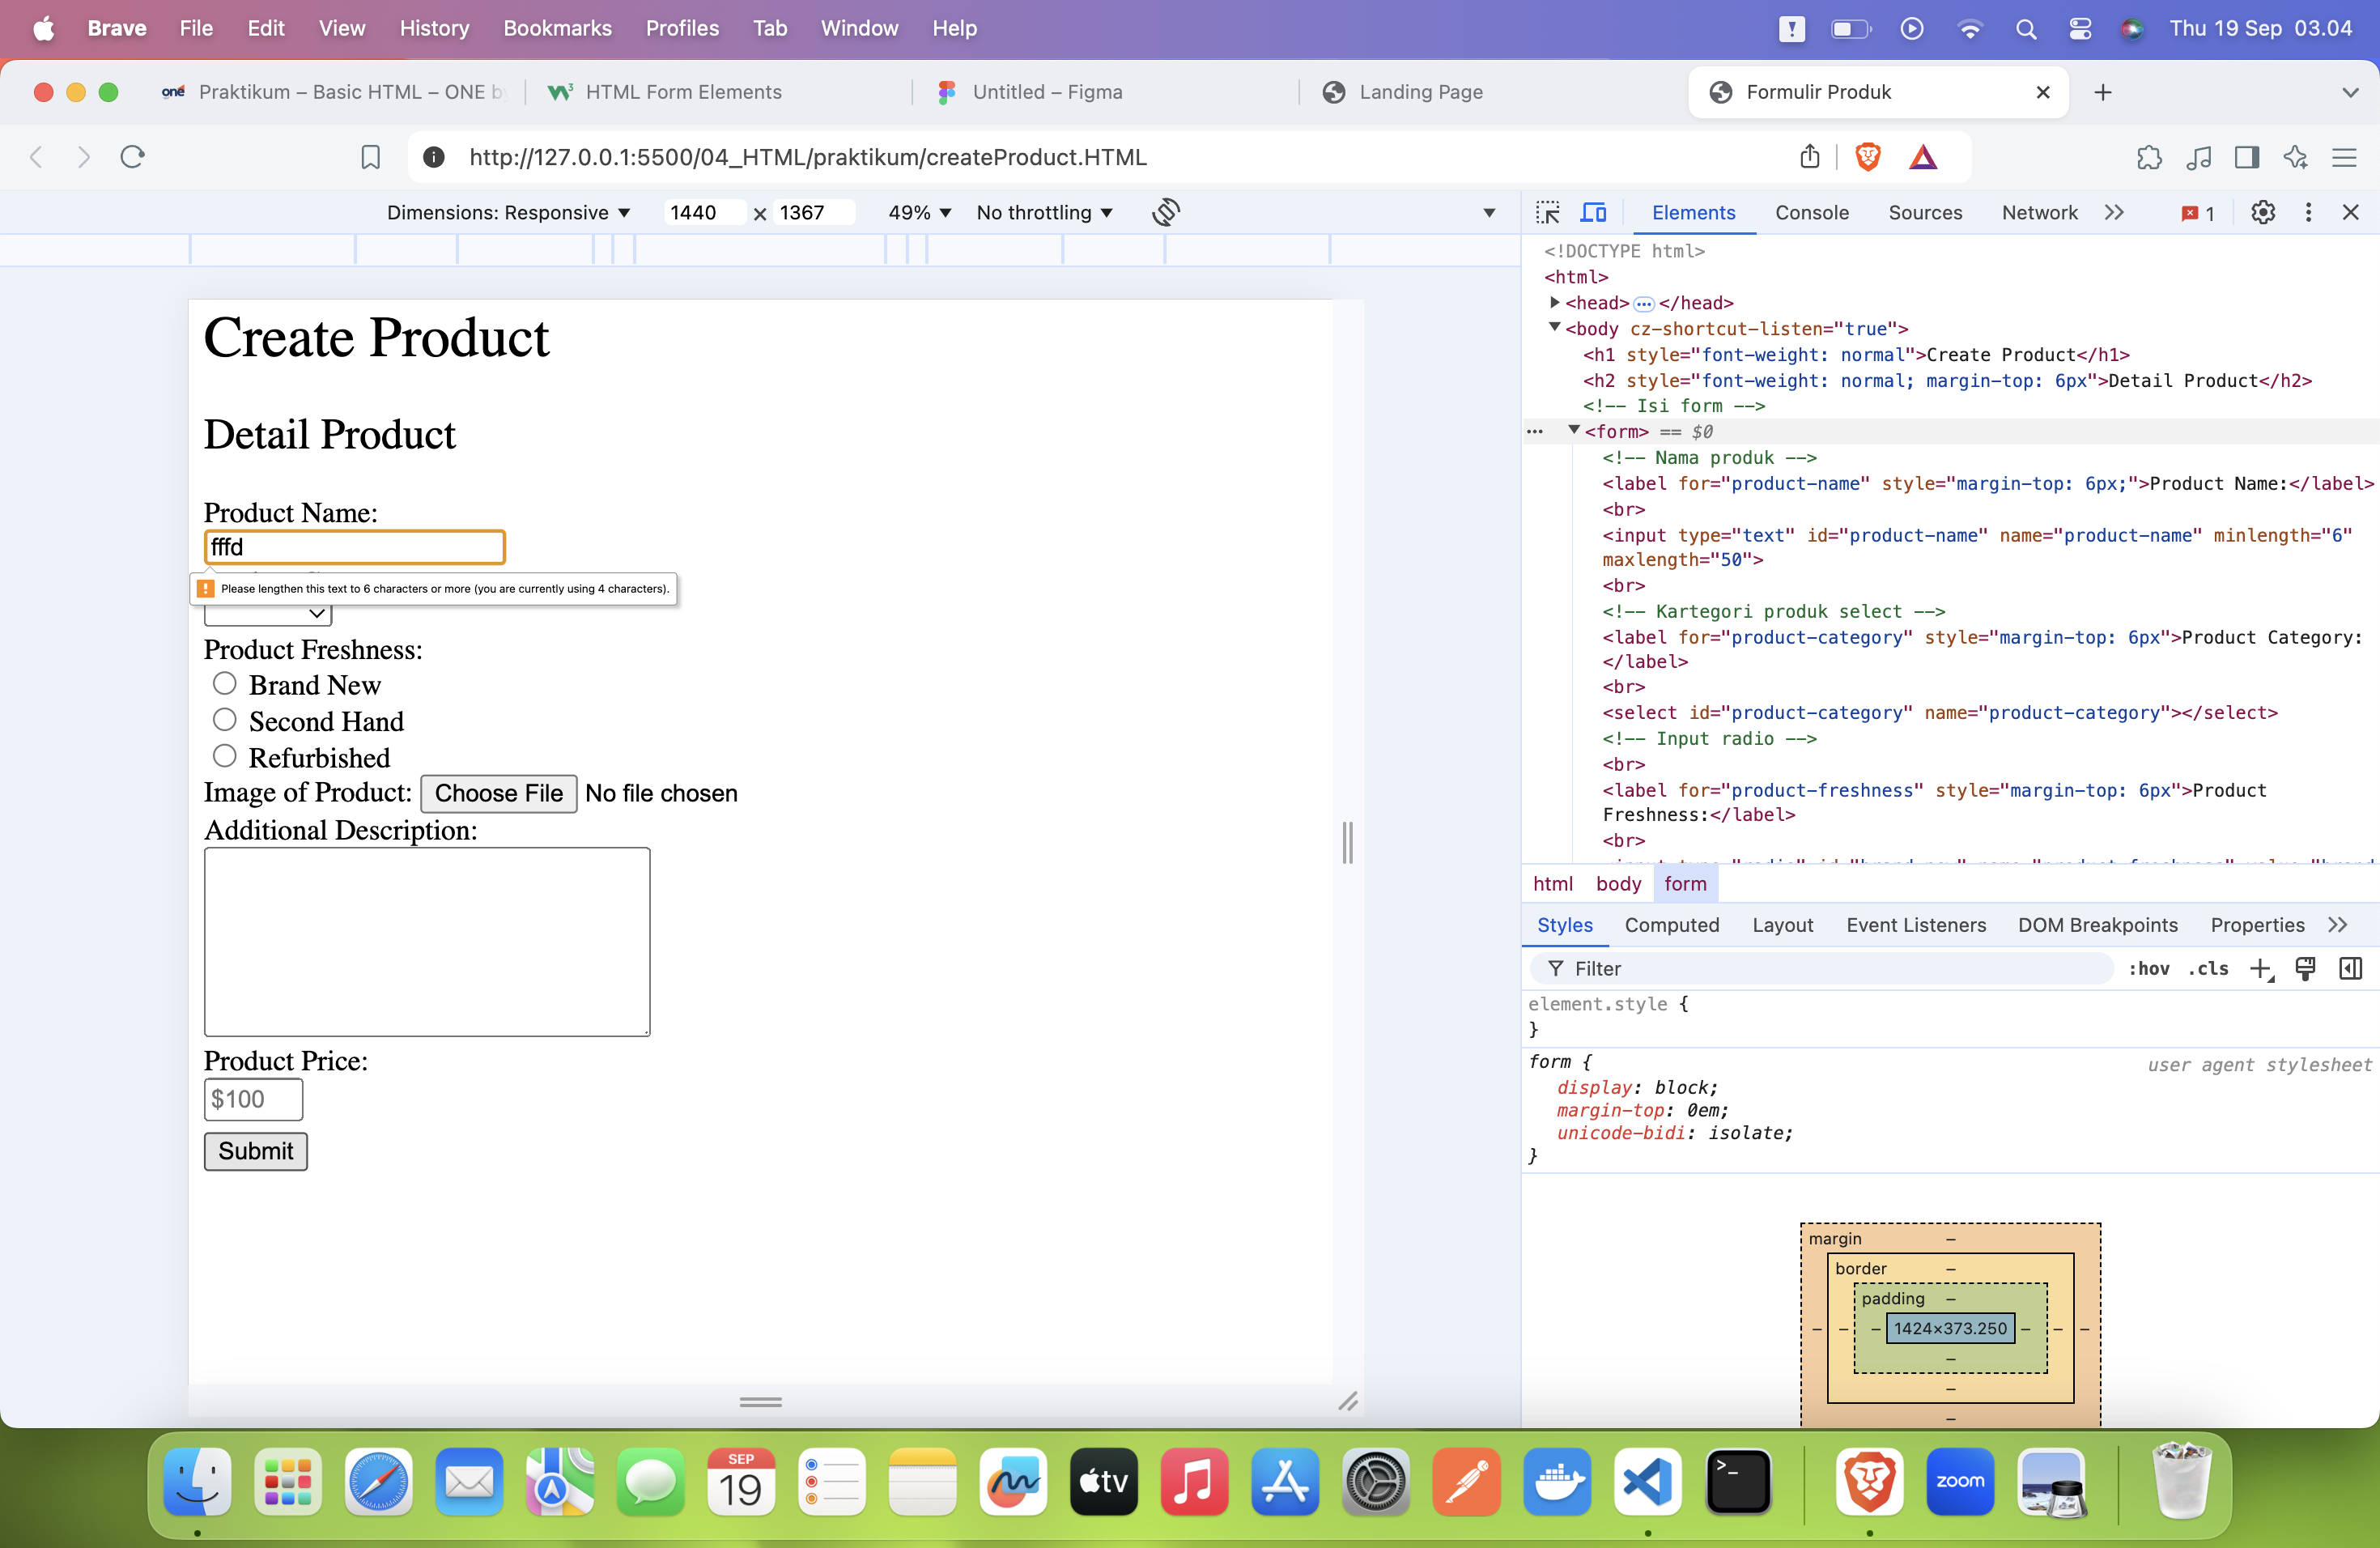 Brave File Edit View History Bookmarks Profiles Tab Window Help Thu 19 Sep 03.04
one Praktikum – Basic HTML – ONE by HTML Form Elements Untitled – Figma Landing Page Formulir Produk
http://127.0.0.1:5500/04_HTML/praktikum/createProduct.HTML
Dimensions: Responsive 1440 x 1367 49% No throttling
Create Product
Detail Product
Product Name:
fffd
! Please lengthen this text to 6 characters or more (you are currently using 4 characters).
Product Freshness:
Brand New
Second Hand
Refurbished
Image of Product: Choose File No file chosen
Additional Description:
Product Price:
$100
Submit
Elements Console Sources Network 1
<!DOCTYPE html>
<html>
<head> ••• </head>
<body cz-shortcut-listen="true">
<h1 style="font-weight: normal">Create Product</h1>
<h2 style="font-weight: normal; margin-top: 6px">Detail Product</h2>
<!-- Isi form -->
••• <form> == $0
<!-- Nama produk -->
<label for="product-name" style="margin-top: 6px;">Product Name:</label>
<br>
<input type="text" id="product-name" name="product-name" minlength="6"
maxlength="50">
<br>
<!-- Kartegori produk select -->
<label for="product-category" style="margin-top: 6px">Product Category:
</label>
<br>
<select id="product-category" name="product-category"></select>
<!-- Input radio -->
<br>
<label for="product-freshness" style="margin-top: 6px">Product
Freshness:</label>
<br>
html body form
Styles Computed Layout Event Listeners DOM Breakpoints Properties
Filter :hov .cls
element.style {
}
form { user agent stylesheet
display: block;
margin-top: 0em;
unicode-bidi: isolate;
}
margin –
border –
padding –
– – – 1424×373.250 – – –
–
–
–
SEP
19
tv
>_
zoom